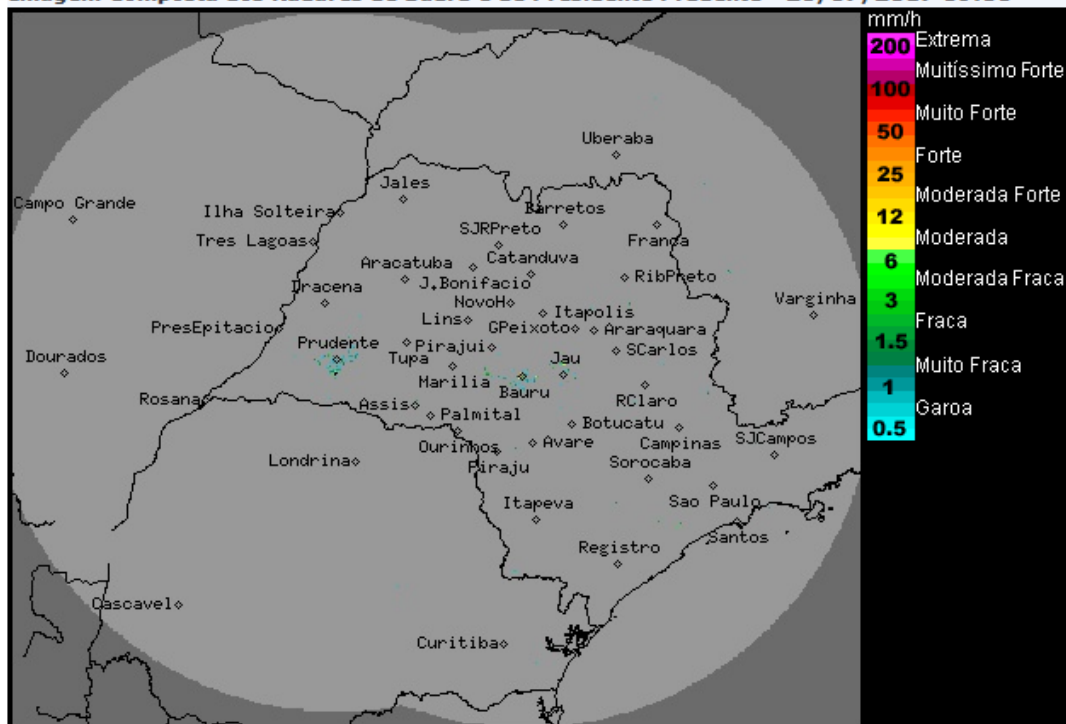 mm/h
200 Extrema
Muitíssimo Forte
100
Muito Forte
50
Forte
25
Moderada Forte
12
Moderada
6
Moderada Fraca
3
Fraca
1.5
Muito Fraca
1
Garoa
0.5
Uberaba
Jales
Campo Grande
Ilha Solteira
Barretos
Tres Lagoas
SJRPreto
Franca
Aracatuba
Catanduva
J.Bonifacio
RibPreto
Dracena
NovoH
Varginha
Itapolis
PresEpitacio
Lins
GPeixoto
Araraquara
Prudente
Pirajui
SCarlos
Dourados
Tupa
Jau
Marilia
Bauru
Rosana
RClaro
Assis
Palmital
Botucatu
Ourinhos
Avare
Campinas
SJCampos
Londrina
Piraju
Sorocaba
Itapeva
Sao Paulo
Santos
Registro
Cascavel
Curitiba